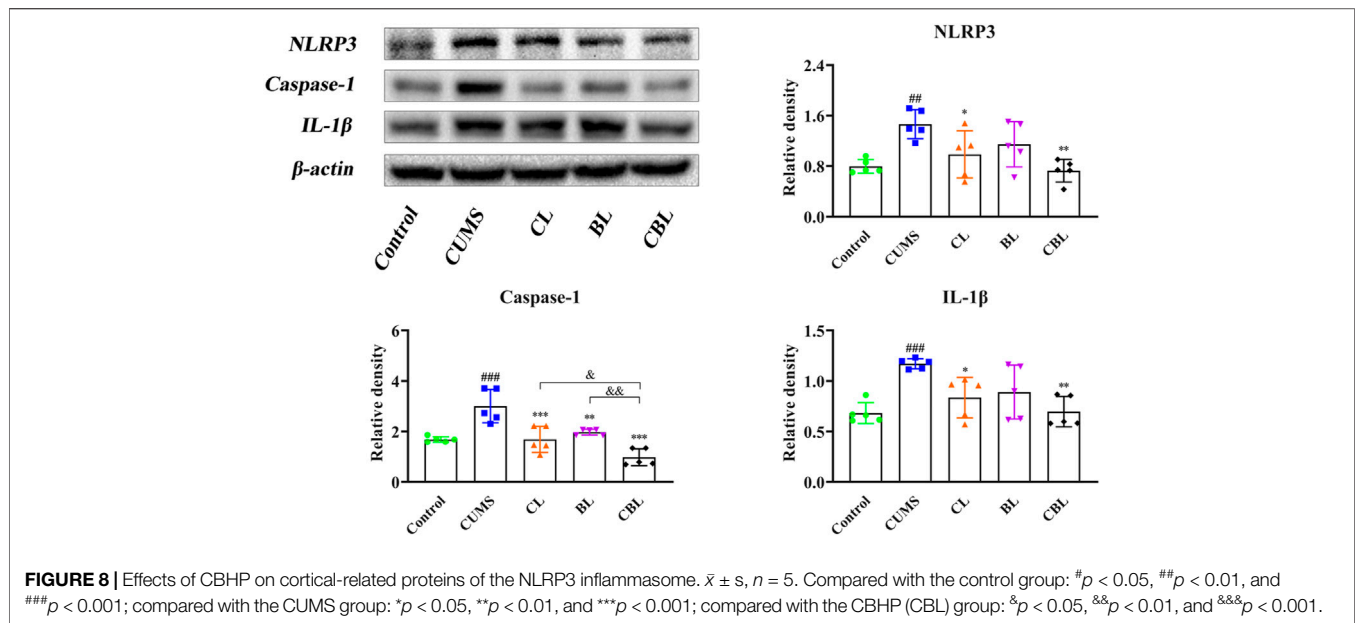 NLRP3
Caspase-1
IL-1β
β-actin
Control CUMS CL BL CBL
NLRP3
Relative density
2.4
1.6
0.8
0.0
##
*
**
Control CUMS CL BL CBL
Caspase-1
Relative density
6
4
2
0
###
***
**
***
&
&&
Control CUMS CL BL CBL
IL-1β
Relative density
1.5
1.0
0.5
0.0
###
*
**
Control CUMS CL BL CBL
FIGURE 8 | Effects of CBHP on cortical-related proteins of the NLRP3 inflammasome. x̄ ± s, n = 5. Compared with the control group: #p < 0.05, ##p < 0.01, and
###p < 0.001; compared with the CUMS group: *p < 0.05, **p < 0.01, and ***p < 0.001; compared with the CBHP (CBL) group: &p < 0.05, &&p < 0.01, and &&&p < 0.001.